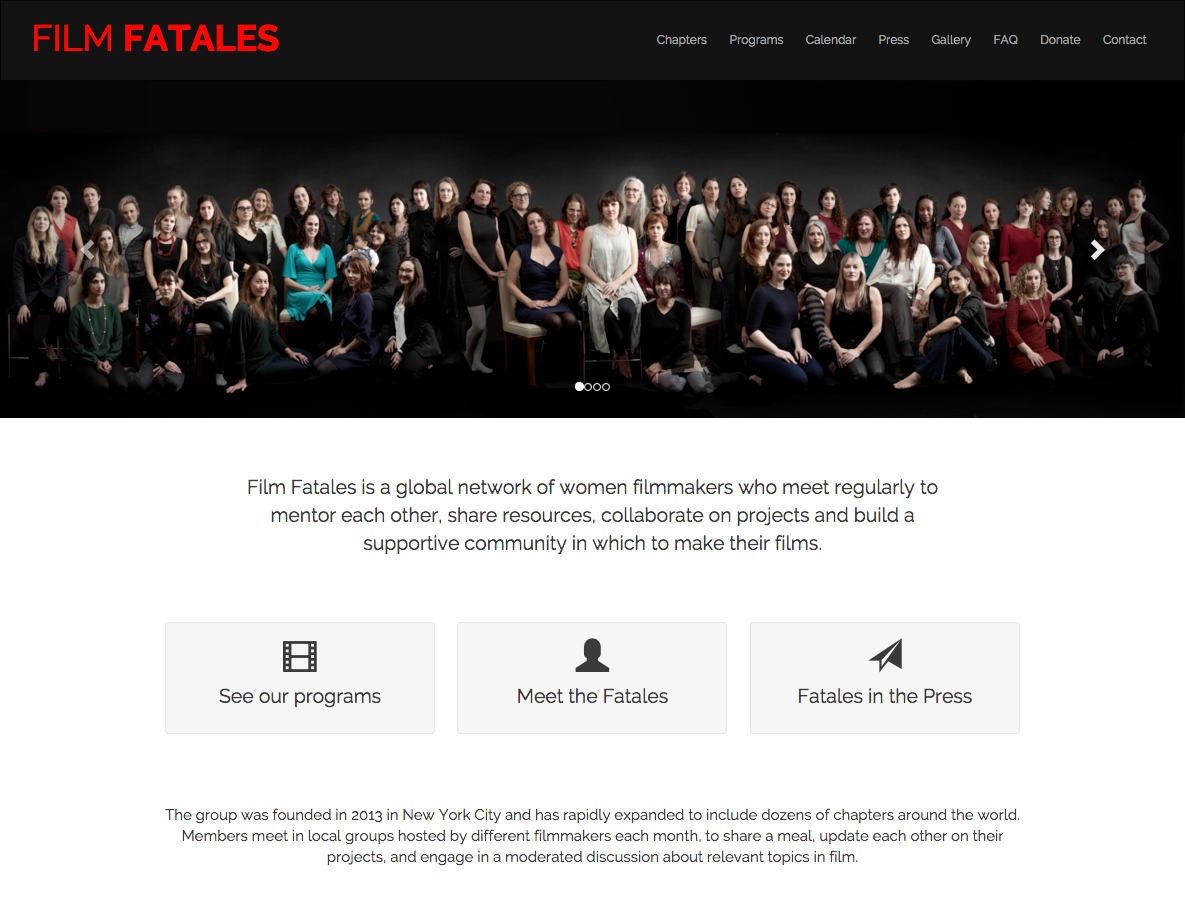 FILM FATALES
Chapters Programs Calendar Press Gallery FAQ Donate Contact
Film Fatales is a global network of women filmmakers who meet regularly to
mentor each other, share resources, collaborate on projects and build a
supportive community in which to make their films.
See our programs
Meet the Fatales
Fatales in the Press
The group was founded in 2013 in New York City and has rapidly expanded to include dozens of chapters around the world.
Members meet in local groups hosted by different filmmakers each month, to share a meal, update each other on their
projects, and engage in a moderated discussion about relevant topics in film.